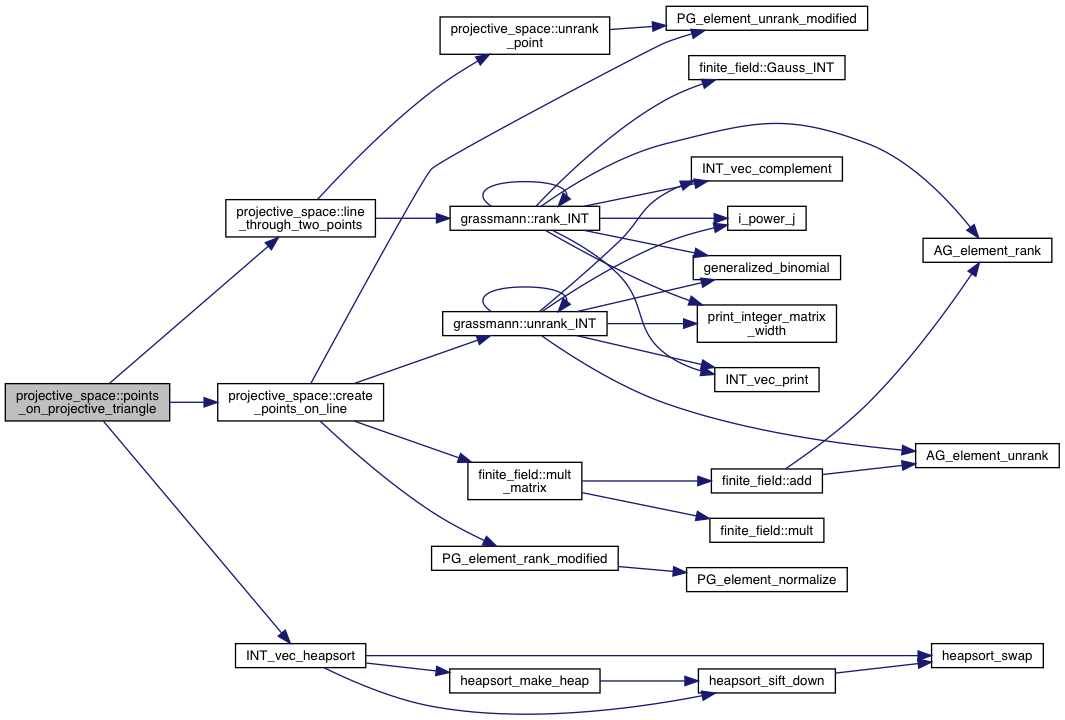 projective_space::points
_on_projective_triangle
projective_space::line
_through_two_points
projective_space::unrank
_point
PG_element_unrank_modified
grassmann::rank_INT
finite_field::Gauss_INT
INT_vec_complement
i_power_j
generalized_binomial
print_integer_matrix
_width
INT_vec_print
AG_element_rank
projective_space::create
_points_on_line
grassmann::unrank_INT
AG_element_unrank
finite_field::mult
_matrix
finite_field::add
finite_field::mult
PG_element_rank_modified
PG_element_normalize
INT_vec_heapsort
heapsort_make_heap
heapsort_sift_down
heapsort_swap